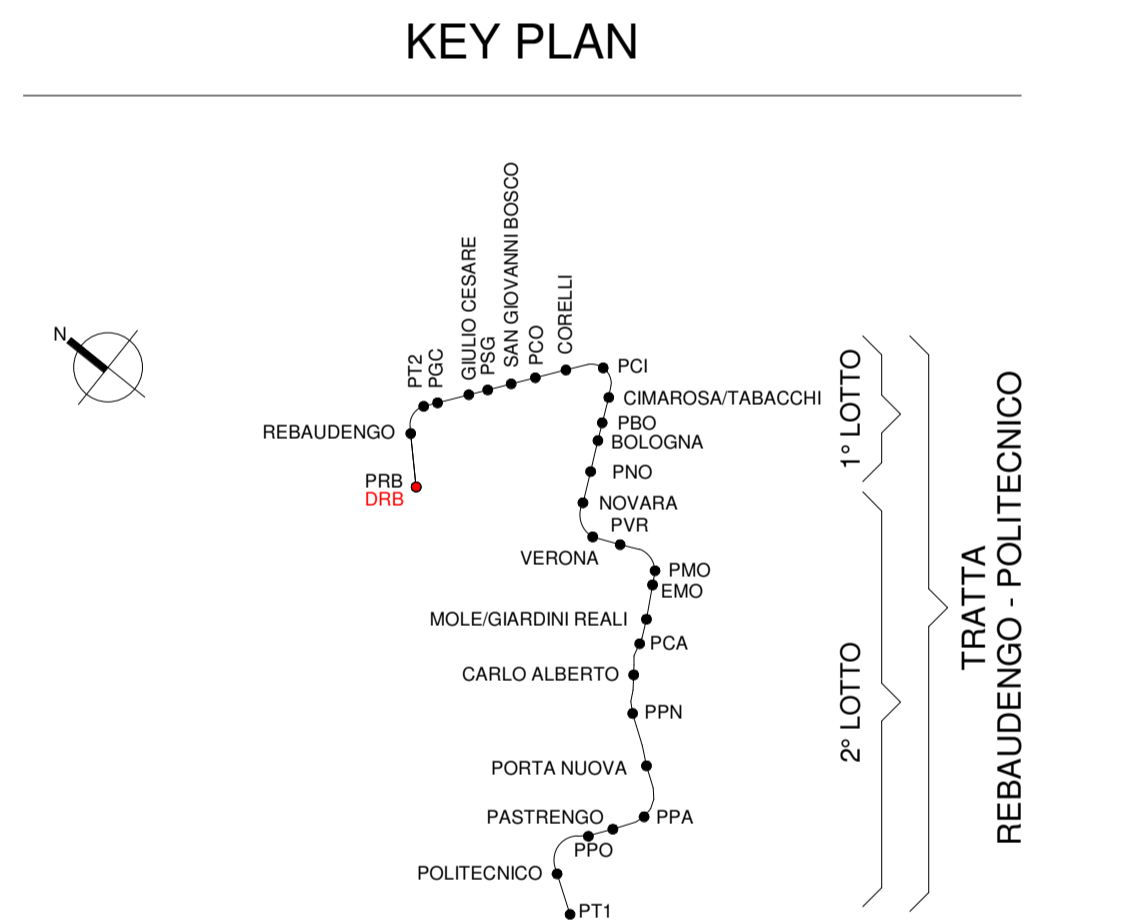 KEY PLAN
N
PT2
PGC
GIULIO CESARE
PSG
SAN GIOVANNI BOSCO
PCO
CORELLI
PCI
CIMAROSA/TABACCHI
PBO
REBAUDENGO
BOLOGNA
PNO
PRB
DRB
NOVARA
PVR
VERONA
PMO
EMO
MOLE/GIARDINI REALI
PCA
CARLO ALBERTO
PPN
PORTA NUOVA
PASTRENGO
PPA
PPO
POLITECNICO
PT1
1° LOTTO
2° LOTTO
TRATTA
REBAUDENGO - POLITECNICO